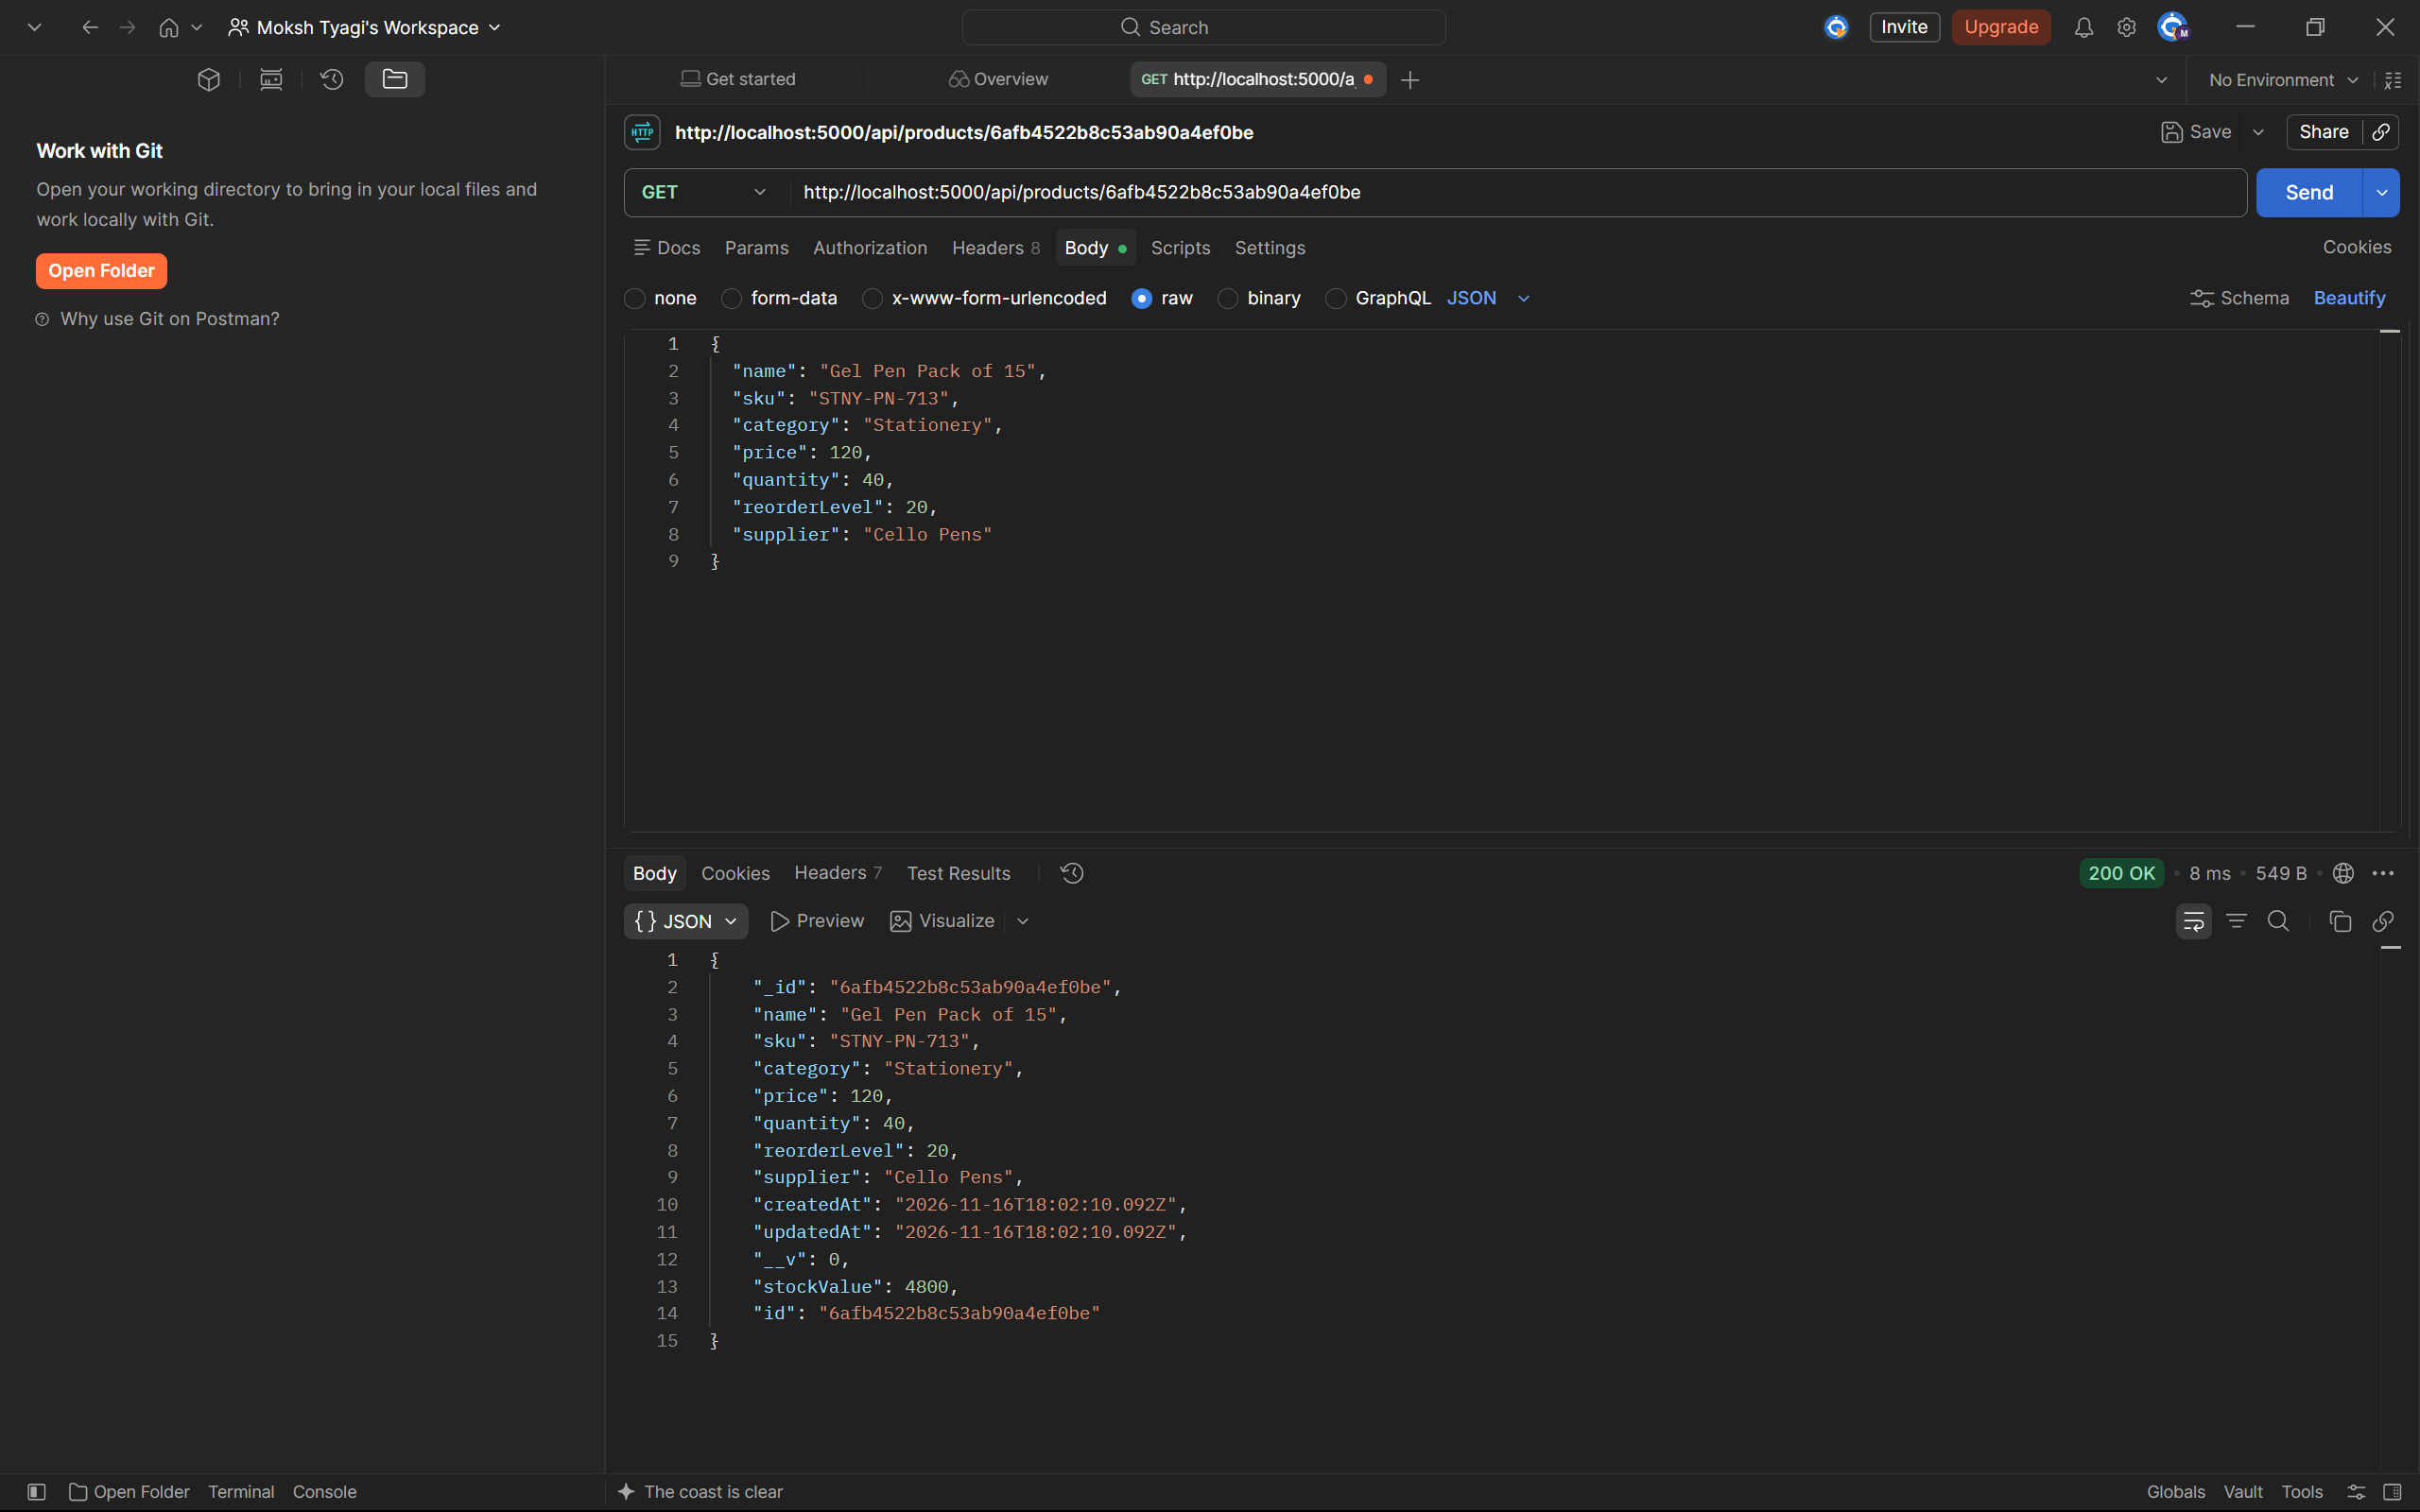 Moksh Tyagi's Workspace
Search
Invite
Upgrade
M
Get started
Overview
GET http://localhost:5000/a
No Environment
Work with Git
Open your working directory to bring in your local files and
work locally with Git.
Open Folder
Why use Git on Postman?
HTTP
http://localhost:5000/api/products/6afb4522b8c53ab90a4ef0be
Save
Share
GET
http://localhost:5000/api/products/6afb4522b8c53ab90a4ef0be
Send
Docs
Params
Authorization
Headers 8
Body
Scripts
Settings
Cookies
none
form-data
x-www-form-urlencoded
raw
binary
GraphQL
JSON
Schema
Beautify
1 {
2 "name": "Gel Pen Pack of 15",
3 "sku": "STNY-PN-713",
4 "category": "Stationery",
5 "price": 120,
6 "quantity": 40,
7 "reorderLevel": 20,
8 "supplier": "Cello Pens"
9 }
Body
Cookies
Headers 7
Test Results
200 OK
8 ms
549 B
{} JSON
Preview
Visualize
1 {
2 "_id": "6afb4522b8c53ab90a4ef0be",
3 "name": "Gel Pen Pack of 15",
4 "sku": "STNY-PN-713",
5 "category": "Stationery",
6 "price": 120,
7 "quantity": 40,
8 "reorderLevel": 20,
9 "supplier": "Cello Pens",
10 "createdAt": "2026-11-16T18:02:10.092Z",
11 "updatedAt": "2026-11-16T18:02:10.092Z",
12 "__v": 0,
13 "stockValue": 4800,
14 "id": "6afb4522b8c53ab90a4ef0be"
15 }
Open Folder
Terminal
Console
The coast is clear
Globals
Vault
Tools